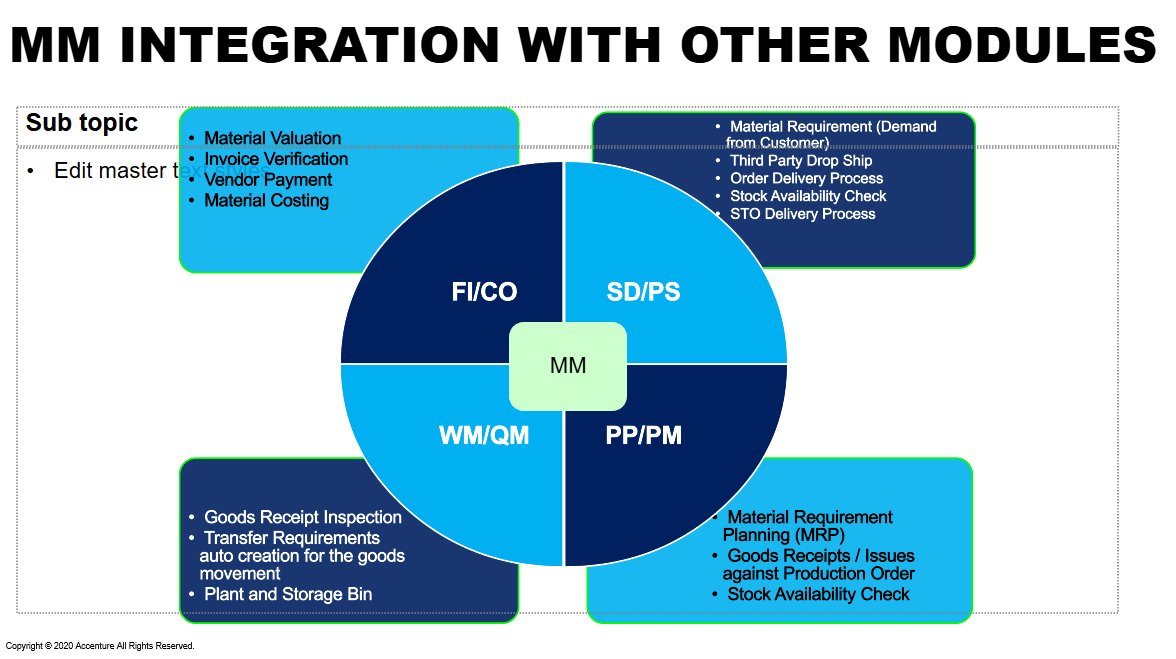 MM INTEGRATION WITH OTHER MODULES
Sub topic
• Edit master text styles
• Material Valuation
• Invoice Verification
• Vendor Payment
• Material Costing
• Material Requirement (Demand
from Customer)
• Third Party Drop Ship
• Order Delivery Process
• Stock Availability Check
• STO Delivery Process
FI/CO
SD/PS
MM
WM/QM
PP/PM
• Goods Receipt Inspection
• Transfer Requirements
auto creation for the goods
movement
• Plant and Storage Bin
• Material Requirement
Planning (MRP)
• Goods Receipts / Issues
against Production Order
• Stock Availability Check
Copyright © 2020 Accenture All Rights Reserved.